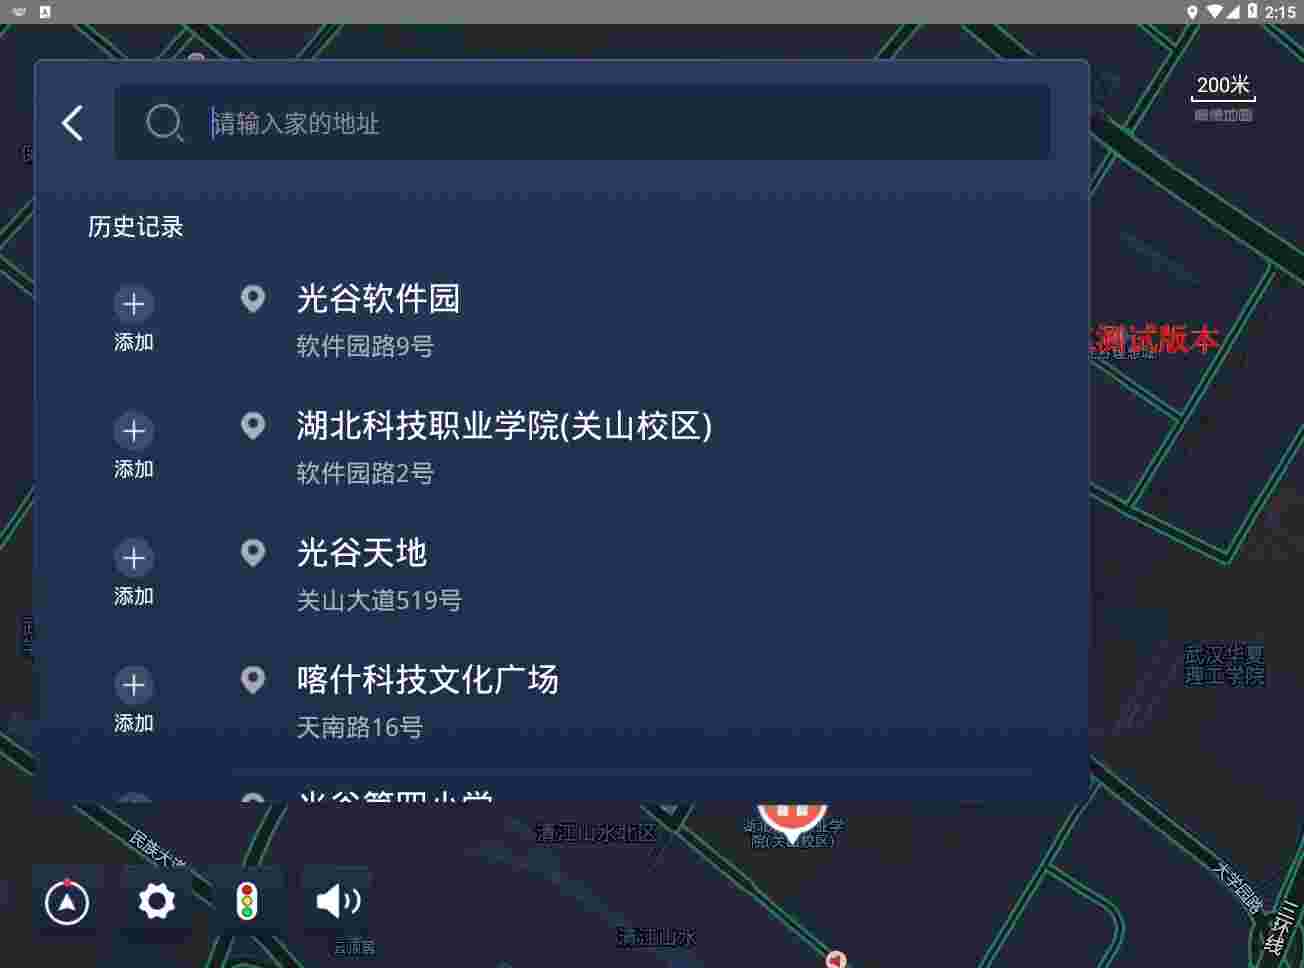 2:15
200米
请输入家的地址
历史记录
添加
光谷软件园
软件园路9号
添加
湖北科技职业学院(关山校区)
软件园路2号
测试版本
添加
光谷天地
关山大道519号
添加
喀什科技文化广场
天南路16号
武汉华夏
理工学院
光谷第四小学
清江山水北区
院(关山校区)
民族大道
大学园路
三环线
清江山水